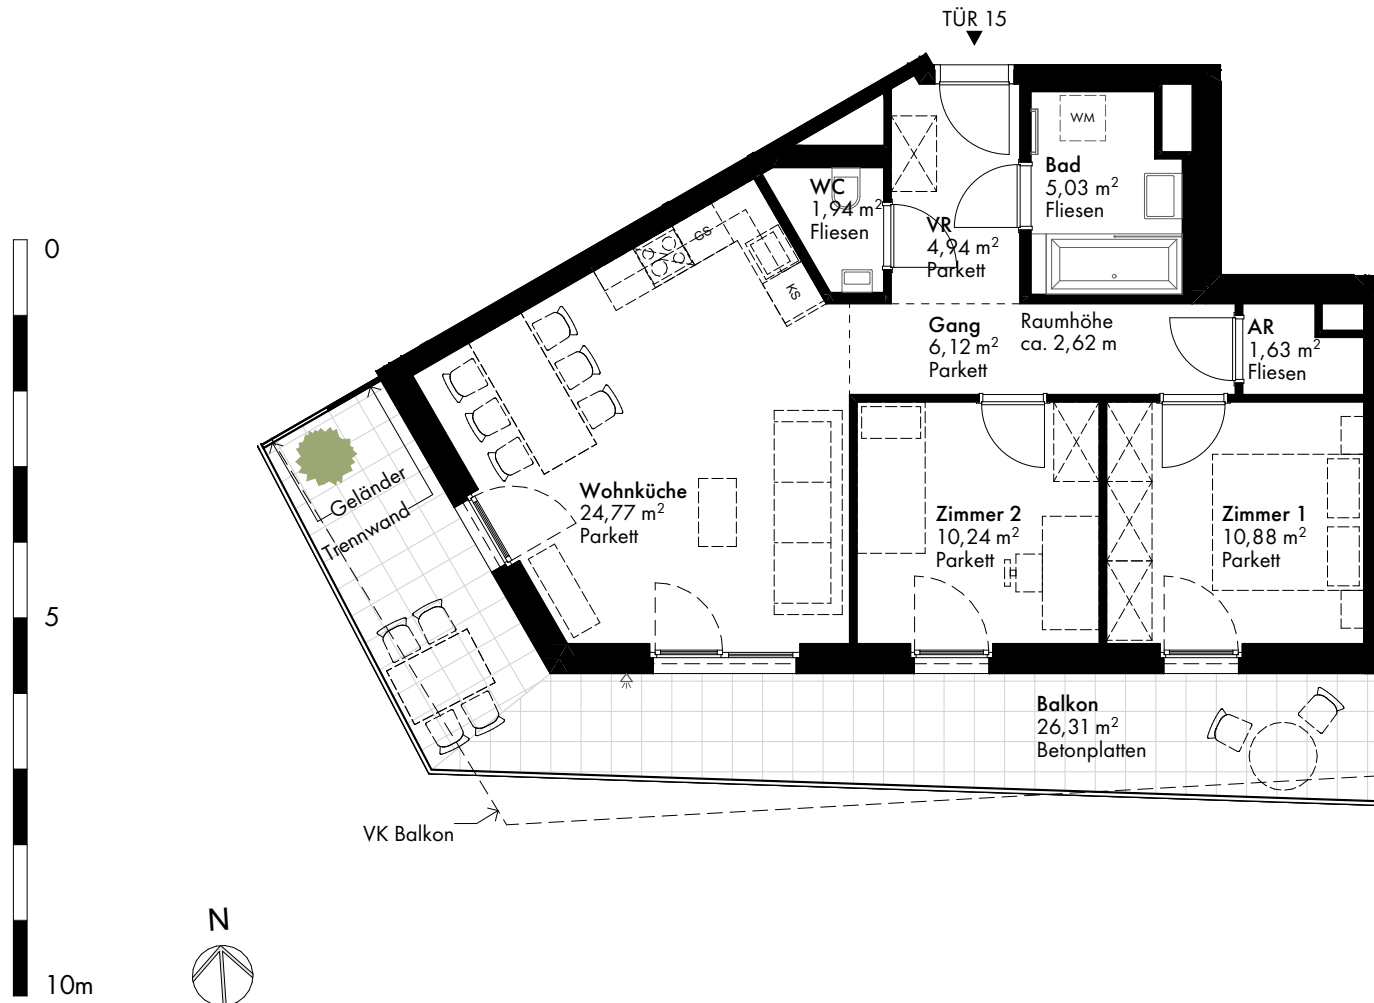 TÜR 15
WM
Bad
5,03 m²
Fliesen
WC
1,94 m²
Fliesen
VR
4,94 m²
Parkett
GS
KS
0
Gang
6,12 m²
Parkett
Raumhöhe
ca. 2,62 m
AR
1,63 m²
Fliesen
Geländer
Trennwand
Wohnküche
24,77 m²
Parkett
Zimmer 2
10,24 m²
Parkett
Zimmer 1
10,88 m²
Parkett
5
Balkon
26,31 m²
Betonplatten
VK Balkon
N
10m